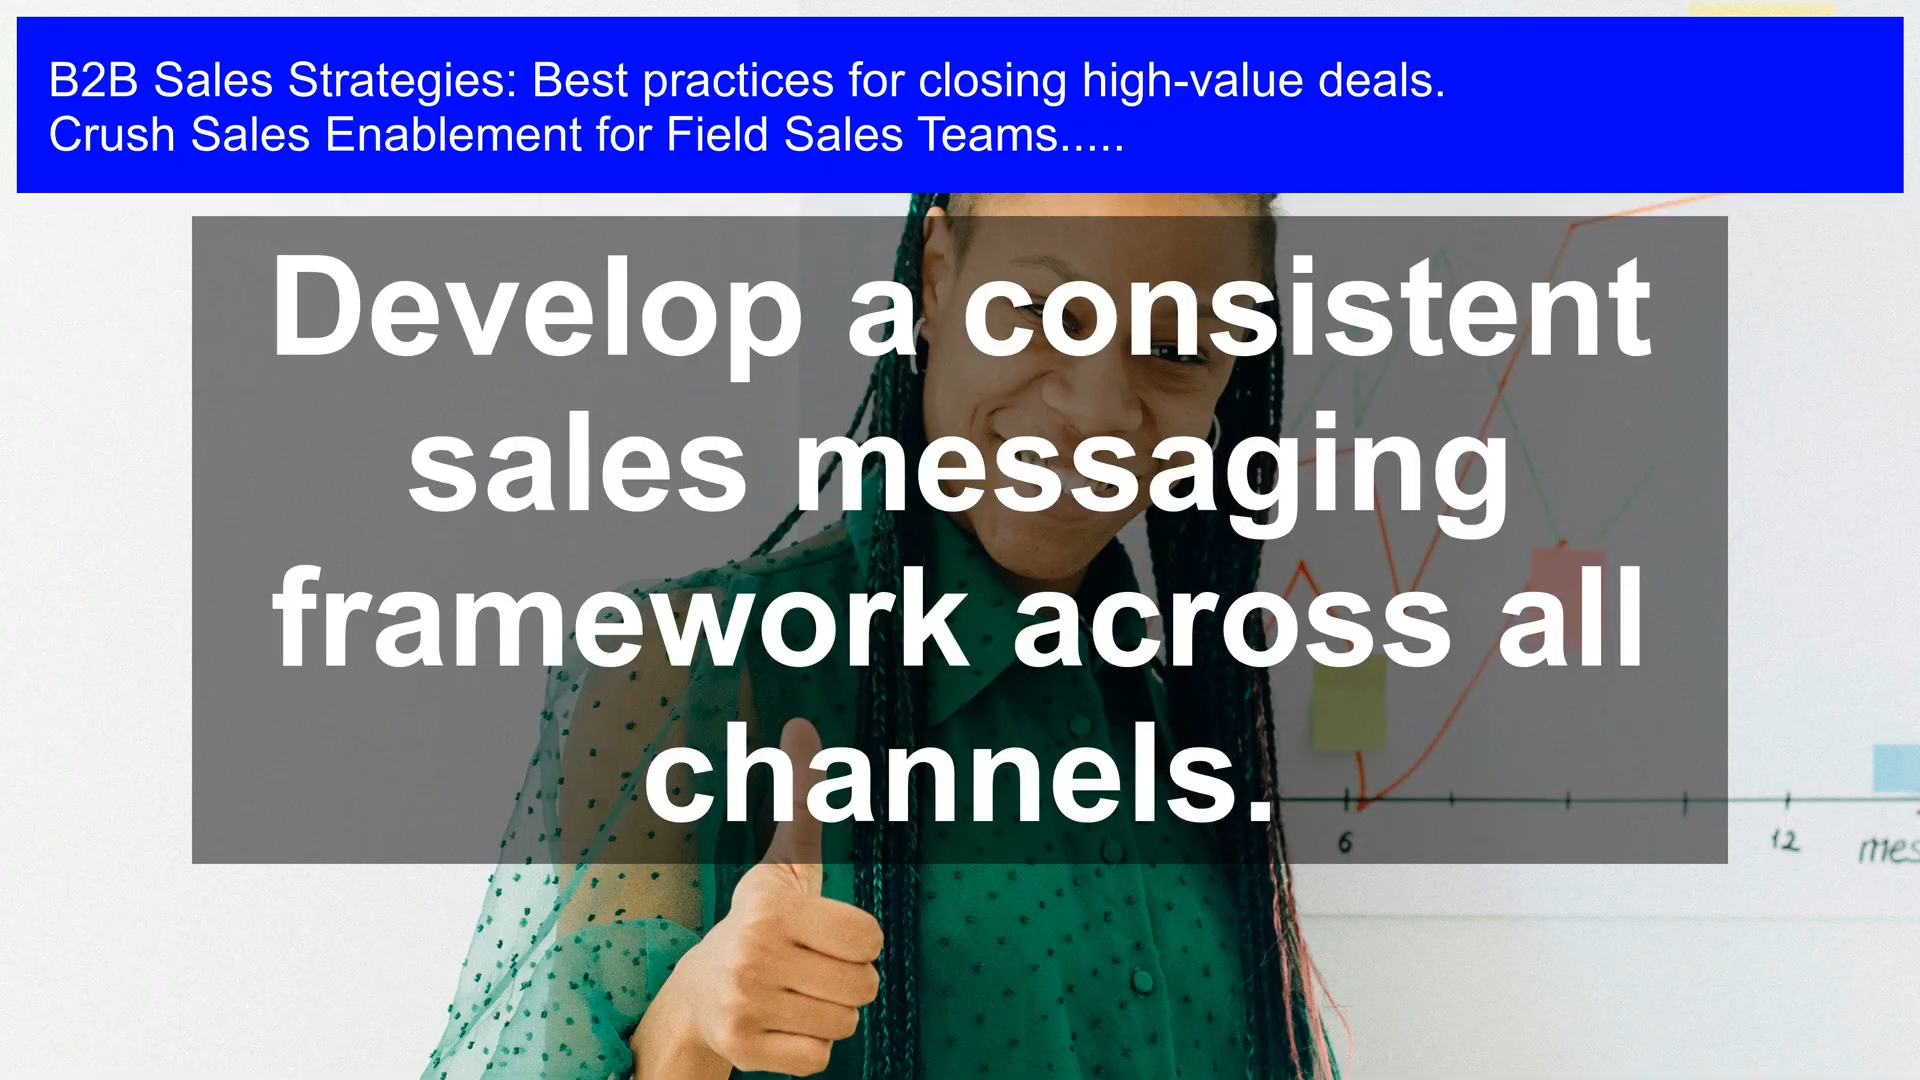 B2B Sales Strategies: Best practices for closing high-value deals.
Crush Sales Enablement for Field Sales Teams.....
Develop a consistent
sales messaging
framework across all
channels.
6
12